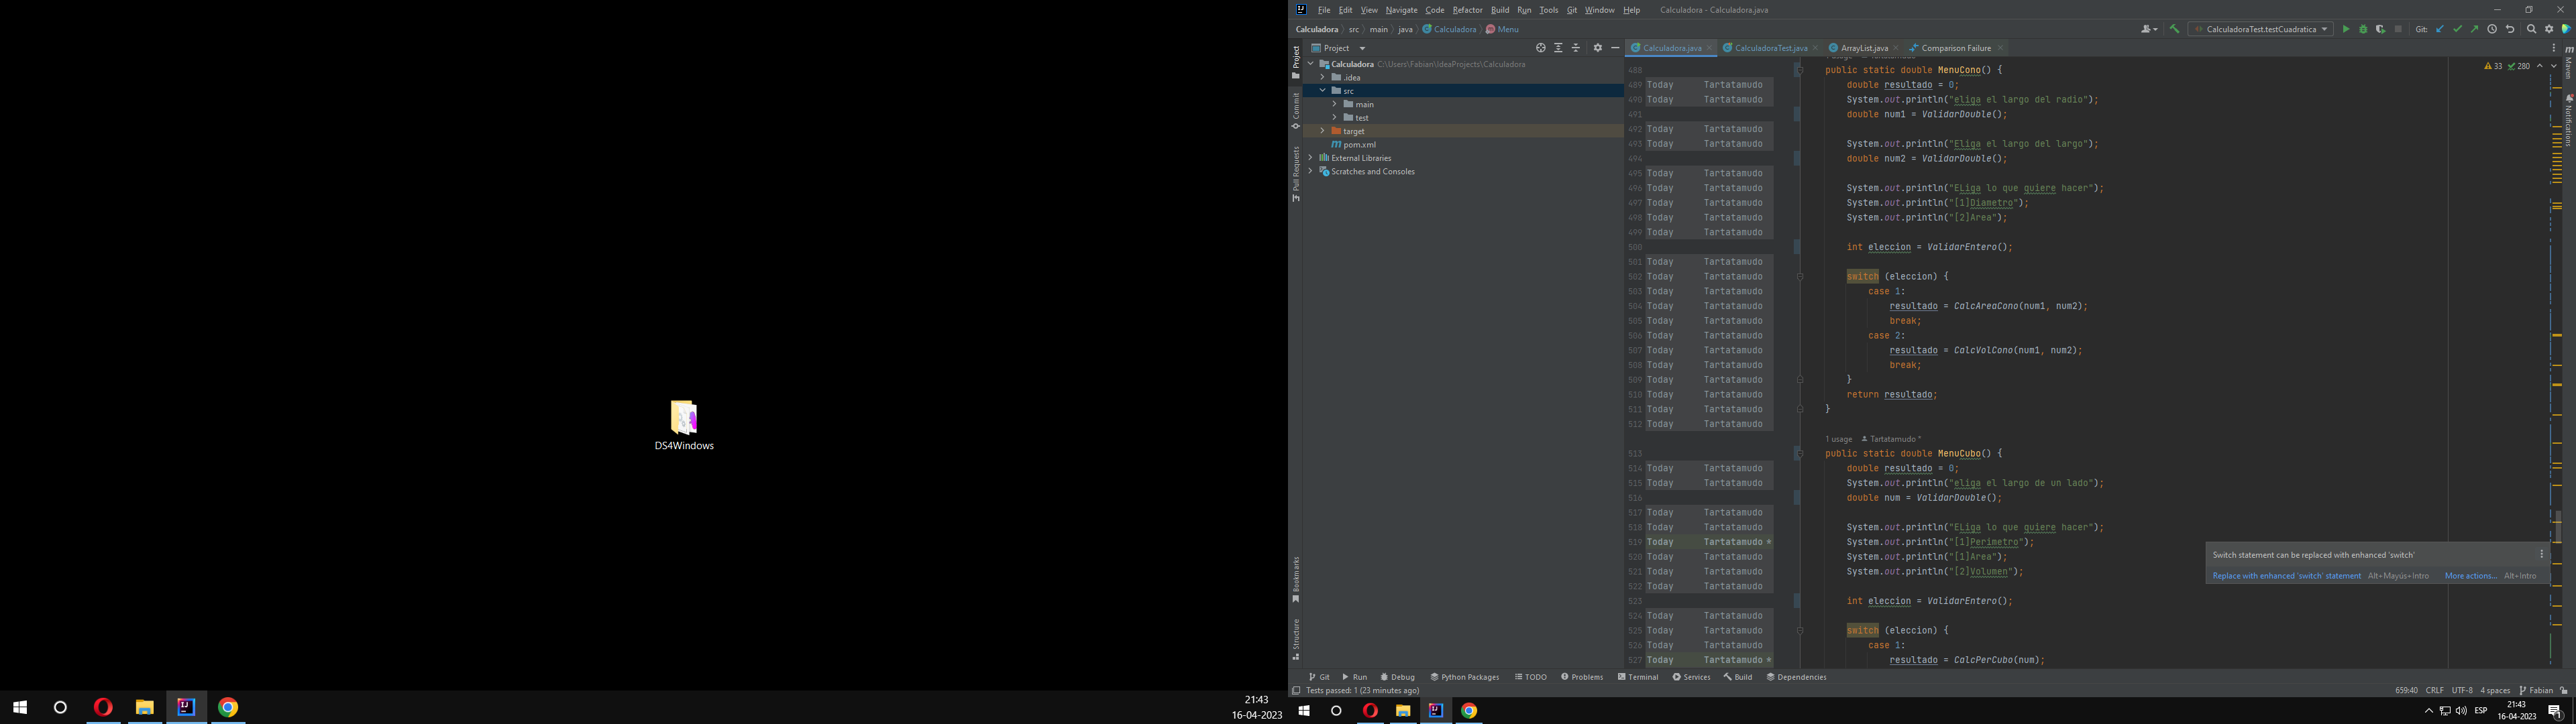 DS4Windows
21:43
16-04-2023
File Edit View Navigate Code Refactor Build Run Tools Git Window Help Calculadora - Calculadora.java
Calculadora src main java Calculadora Menu
CalculadoraTest.testCuadratica Git:
Project
Calculadora.java CalculadoraTest.java ArrayList.java Comparison Failure
Calculadora C:\Users\Fabian\IdeaProjects\Calculadora
.idea
src
main
test
target
pom.xml
External Libraries
Scratches and Consoles
Project
Commit
Pull Requests
Bookmarks
Structure
Maven
Notifications
33 280
488 public static double MenuCono() {
489 Today Tartatamudo double resultado = 0;
490 Today Tartatamudo System.out.println("eliga el largo del radio");
491 double num1 = ValidarDouble();
492 Today Tartatamudo
493 Today Tartatamudo System.out.println("Eliga el largo del largo");
494 double num2 = ValidarDouble();
495 Today Tartatamudo
496 Today Tartatamudo System.out.println("ELiga lo que quiere hacer");
497 Today Tartatamudo System.out.println("[1]Diametro");
498 Today Tartatamudo System.out.println("[2]Area");
499 Today Tartatamudo
500 int eleccion = ValidarEntero();
501 Today Tartatamudo
502 Today Tartatamudo switch (eleccion) {
503 Today Tartatamudo case 1:
504 Today Tartatamudo resultado = CalcAreaCono(num1, num2);
505 Today Tartatamudo break;
506 Today Tartatamudo case 2:
507 Today Tartatamudo resultado = CalcVolCono(num1, num2);
508 Today Tartatamudo break;
509 Today Tartatamudo }
510 Today Tartatamudo return resultado;
511 Today Tartatamudo }
512 Today Tartatamudo
1 usage Tartatamudo *
513 public static double MenuCubo() {
514 Today Tartatamudo double resultado = 0;
515 Today Tartatamudo System.out.println("eliga el largo de un lado");
516 double num = ValidarDouble();
517 Today Tartatamudo
518 Today Tartatamudo System.out.println("ELiga lo que quiere hacer");
519 Today Tartatamudo * System.out.println("[1]Perimetro");
520 Today Tartatamudo System.out.println("[1]Area");
521 Today Tartatamudo System.out.println("[2]Volumen");
522 Today Tartatamudo
523 int eleccion = ValidarEntero();
524 Today Tartatamudo
525 Today Tartatamudo switch (eleccion) {
526 Today Tartatamudo case 1:
527 Today Tartatamudo * resultado = CalcPerCubo(num);
Switch statement can be replaced with enhanced 'switch'
Replace with enhanced 'switch' statement Alt+Mayús+Intro More actions... Alt+Intro
Git Run Debug Python Packages TODO Problems Terminal Services Build Dependencies
Tests passed: 1 (23 minutes ago)
659:40 CRLF UTF-8 4 spaces Fabian
ESP
21:43
16-04-2023